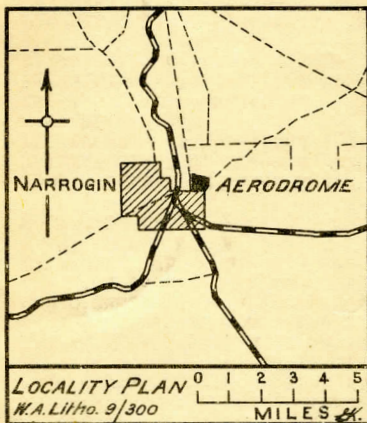 NARROGIN AERODROME
LOCALITY PLAN
W.A. Litho. 9/300
0 1 2 3 4 5
MILES